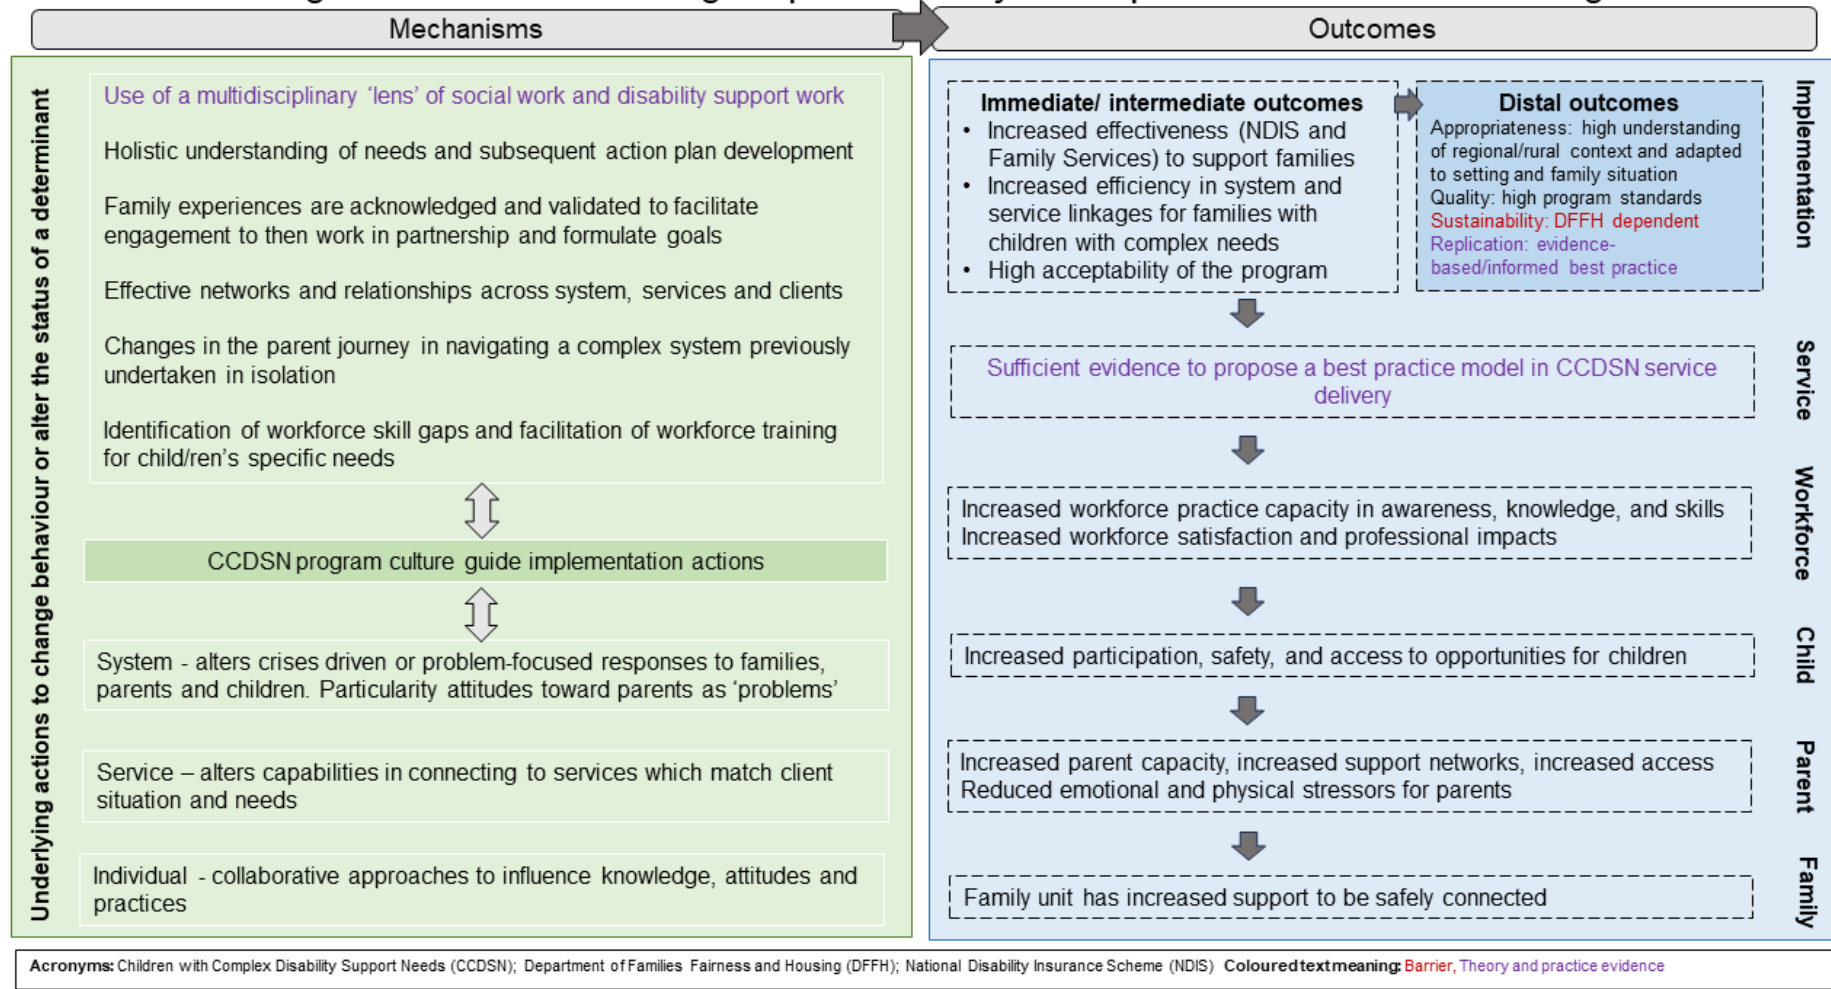 Mechanisms
Outcomes
Underlying actions to change behaviour or alter the status of a determinant
Use of a multidisciplinary ‘lens’ of social work and disability support work
Holistic understanding of needs and subsequent action plan development
Family experiences are acknowledged and validated to facilitate
engagement to then work in partnership and formulate goals
Effective networks and relationships across system, services and clients
Changes in the parent journey in navigating a complex system previously
undertaken in isolation
Identification of workforce skill gaps and facilitation of workforce training
for child/ren’s specific needs
CCDSN program culture guide implementation actions
System - alters crises driven or problem-focused responses to families,
parents and children. Particularity attitudes toward parents as ‘problems’
Service – alters capabilities in connecting to services which match client
situation and needs
Individual - collaborative approaches to influence knowledge, attitudes and
practices
Immediate/ intermediate outcomes
• Increased effectiveness (NDIS and
Family Services) to support families
• Increased efficiency in system and
service linkages for families with
children with complex needs
• High acceptability of the program
Distal outcomes
Appropriateness: high understanding
of regional/rural context and adapted
to setting and family situation
Quality: high program standards
Sustainability: DFFH dependent
Replication: evidence-
based/informed best practice
Implementation
Sufficient evidence to propose a best practice model in CCDSN service
delivery
Service
Increased workforce practice capacity in awareness, knowledge, and skills
Increased workforce satisfaction and professional impacts
Workforce
Increased participation, safety, and access to opportunities for children
Child
Increased parent capacity, increased support networks, increased access
Reduced emotional and physical stressors for parents
Parent
Family unit has increased support to be safely connected
Family
Acronyms: Children with Complex Disability Support Needs (CCDSN); Department of Families Fairness and Housing (DFFH); National Disability Insurance Scheme (NDIS) Coloured text meaning: Barrier, Theory and practice evidence